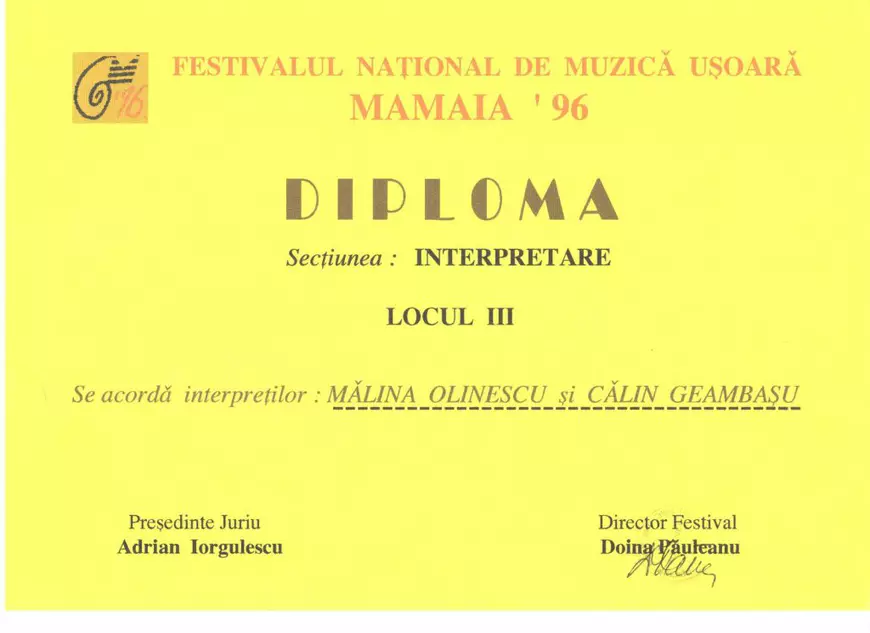 FESTIVALUL NAȚIONAL DE MUZICĂ UȘOARĂ
MAMAIA ' 96
DIPLOMA
Secțiunea : INTERPRETARE
LOCUL III
Se acordă interpreților : MĂLINA OLINESCU și CĂLIN GEAMBAȘU
Președinte Juriu
Adrian Iorgulescu
Director Festival
Doina Păuleanu